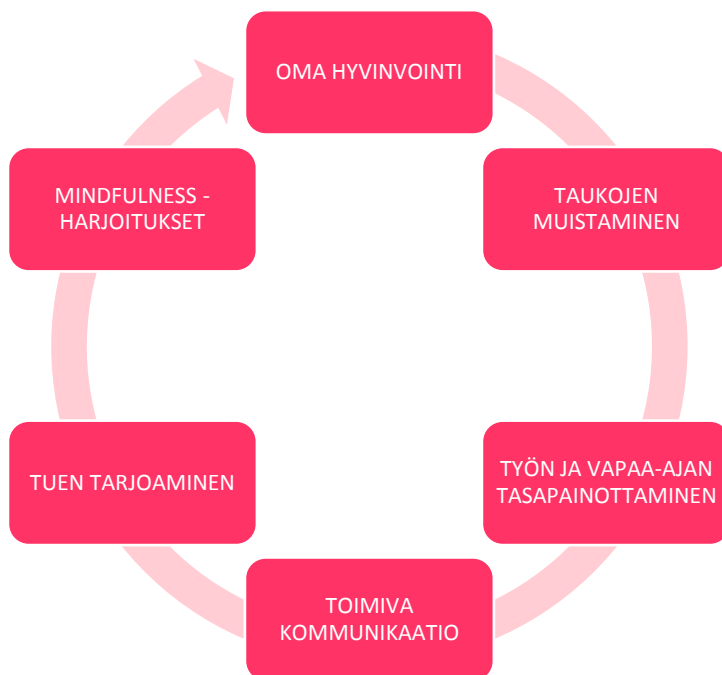 OMA HYVINVOINTI
TAUKOJEN
MUISTAMINEN
TYÖN JA VAPAA-AJAN
TASAPAINOTTAMINEN
TOIMIVA
KOMMUNIKAATIO
TUEN TARJOAMINEN
MINDFULNESS -
HARJOITUKSET